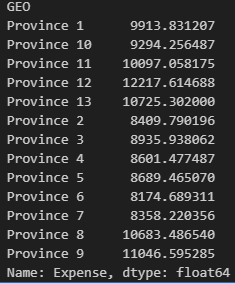 GEO
Province 1      9913.831207
Province 10     9294.256487
Province 11    10097.058175
Province 12    12217.614688
Province 13    10725.302000
Province 2      8409.790196
Province 3      8935.938062
Province 4      8601.477487
Province 5      8689.465070
Province 6      8174.689311
Province 7      8358.220356
Province 8     10683.486540
Province 9     11046.595285
Name: Expense, dtype: float64